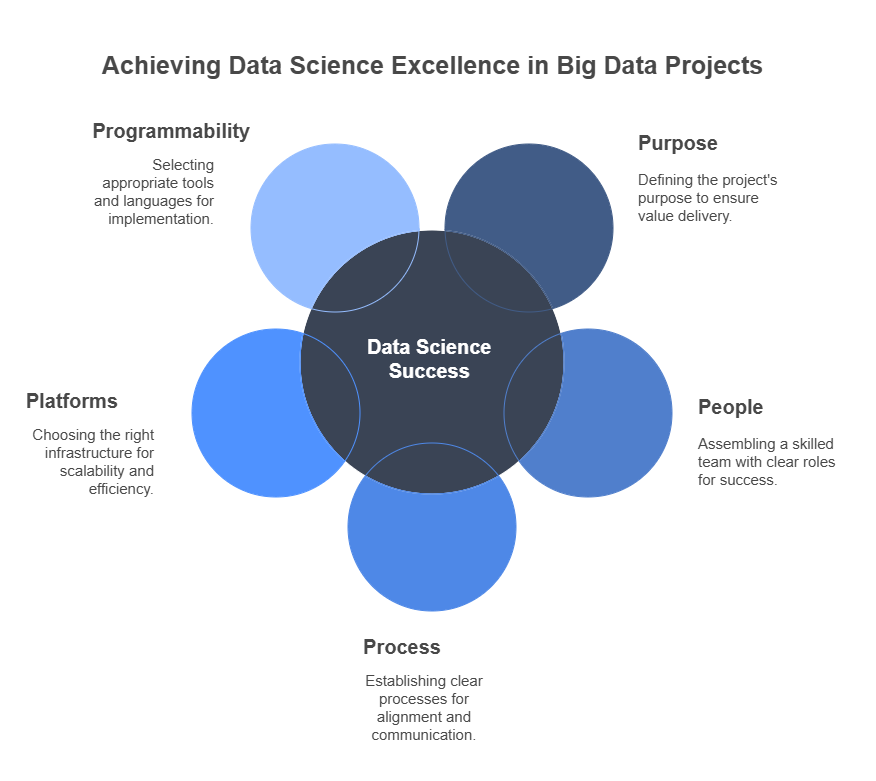 Achieving Data Science Excellence in Big Data Projects
Programmability
Selecting
appropriate tools
and languages for
implementation.
Purpose
Defining the project's
purpose to ensure
value delivery.
Data Science
Success
Platforms
Choosing the right
infrastructure for
scalability and
efficiency.
People
Assembling a skilled
team with clear roles
for success.
Process
Establishing clear
processes for
alignment and
communication.